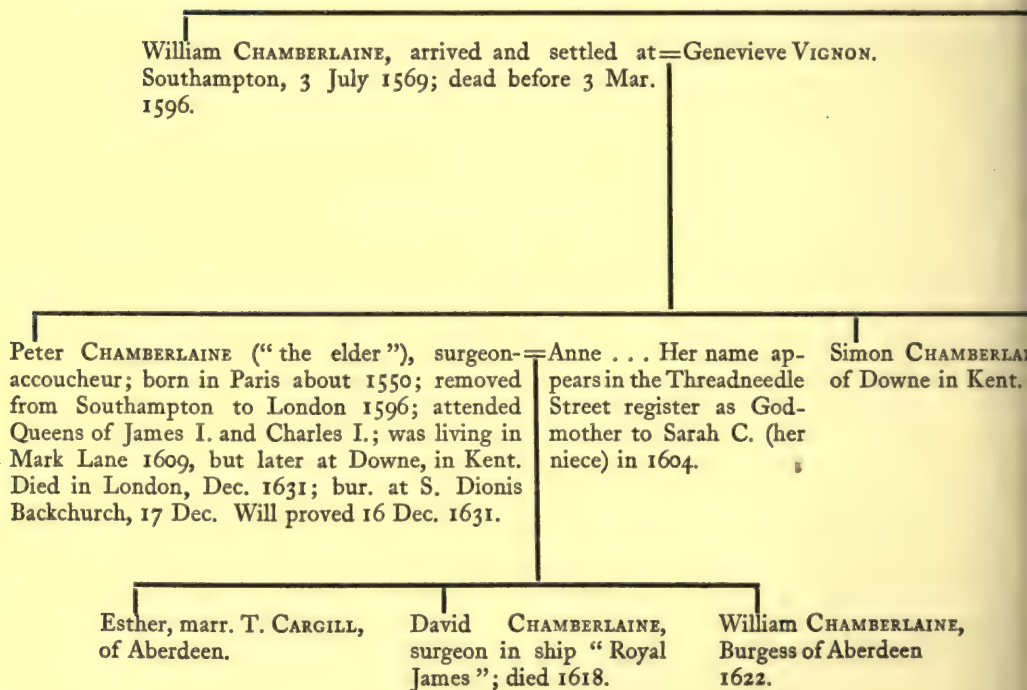 William CHAMBERLAINE, arrived and settled at=Genevieve VIGNON.
Southampton, 3 July 1569; dead before 3 Mar.
1596.
Peter CHAMBERLAINE (“the elder”), surgeon-
accoucheur; born in Paris about 1550; removed
from Southampton to London 1596; attended
Queens of James I. and Charles I.; was living in
Mark Lane 1609, but later at Downe, in Kent.
Died in London, Dec. 1631; bur. at S. Dionis
Backchurch, 17 Dec. Will proved 16 Dec. 1631.
=Anne . . . Her name ap-
pears in the Threadneedle
Street register as God-
mother to Sarah C. (her
niece) in 1604.
Simon
of Downe in Kent.
Esther, marr. T. CARGILL,
of Aberdeen.
David CHAMBERLAINE,
surgeon in ship “Royal
James”; died 1618.
William CHAMBERLAINE,
Burgess of Aberdeen
1622.